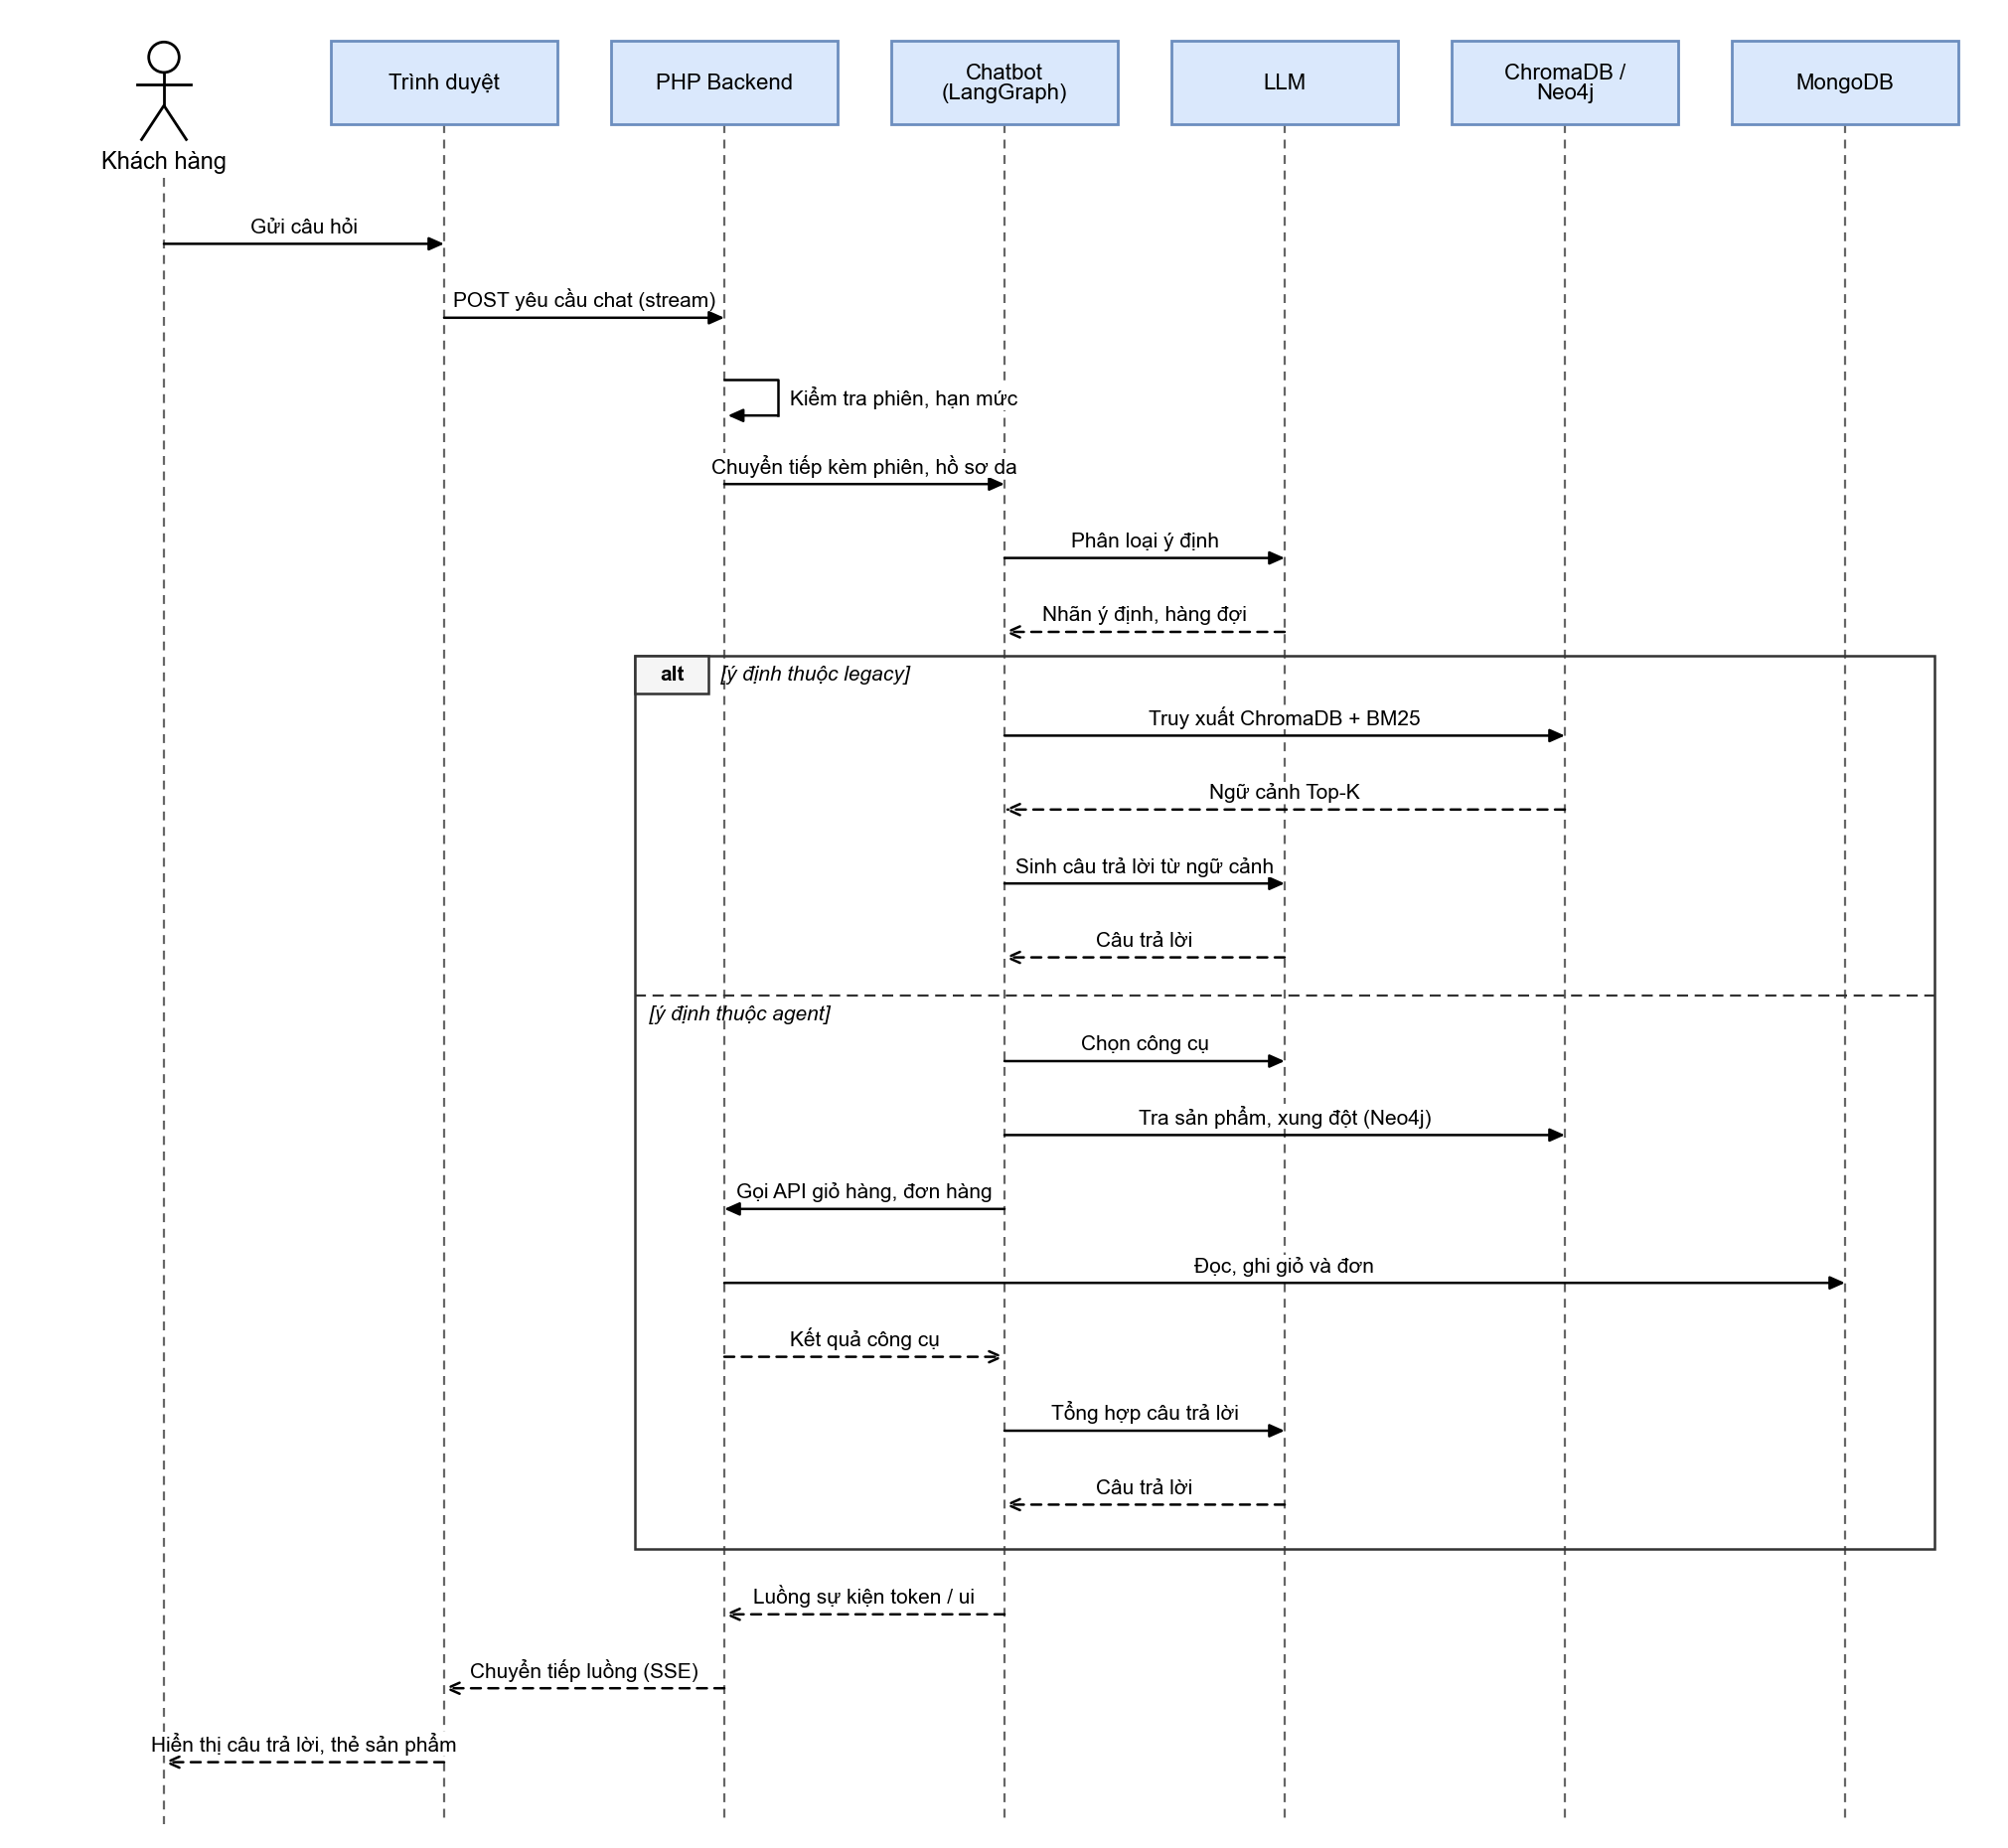 Khách hàng
Trình duyệt
PHP Backend
Chatbot
(LangGraph)
LLM
ChromaDB /
Neo4j
MongoDB
Gửi câu hỏi
POST yêu cầu chat (stream)
Kiểm tra phiên, hạn mức
Chuyển tiếp kèm phiên, hồ sơ da
Phân loại ý định
Nhãn ý định, hàng đợi
alt
[ý định thuộc legacy]
Truy xuất ChromaDB + BM25
Ngữ cảnh Top-K
Sinh câu trả lời từ ngữ cảnh
Câu trả lời
[ý định thuộc agent]
Chọn công cụ
Tra sản phẩm, xung đột (Neo4j)
Gọi API giỏ hàng, đơn hàng
Đọc, ghi giỏ và đơn
Kết quả công cụ
Tổng hợp câu trả lời
Câu trả lời
Luồng sự kiện token / ui
Chuyển tiếp luồng (SSE)
Hiển thị câu trả lời, thẻ sản phẩm